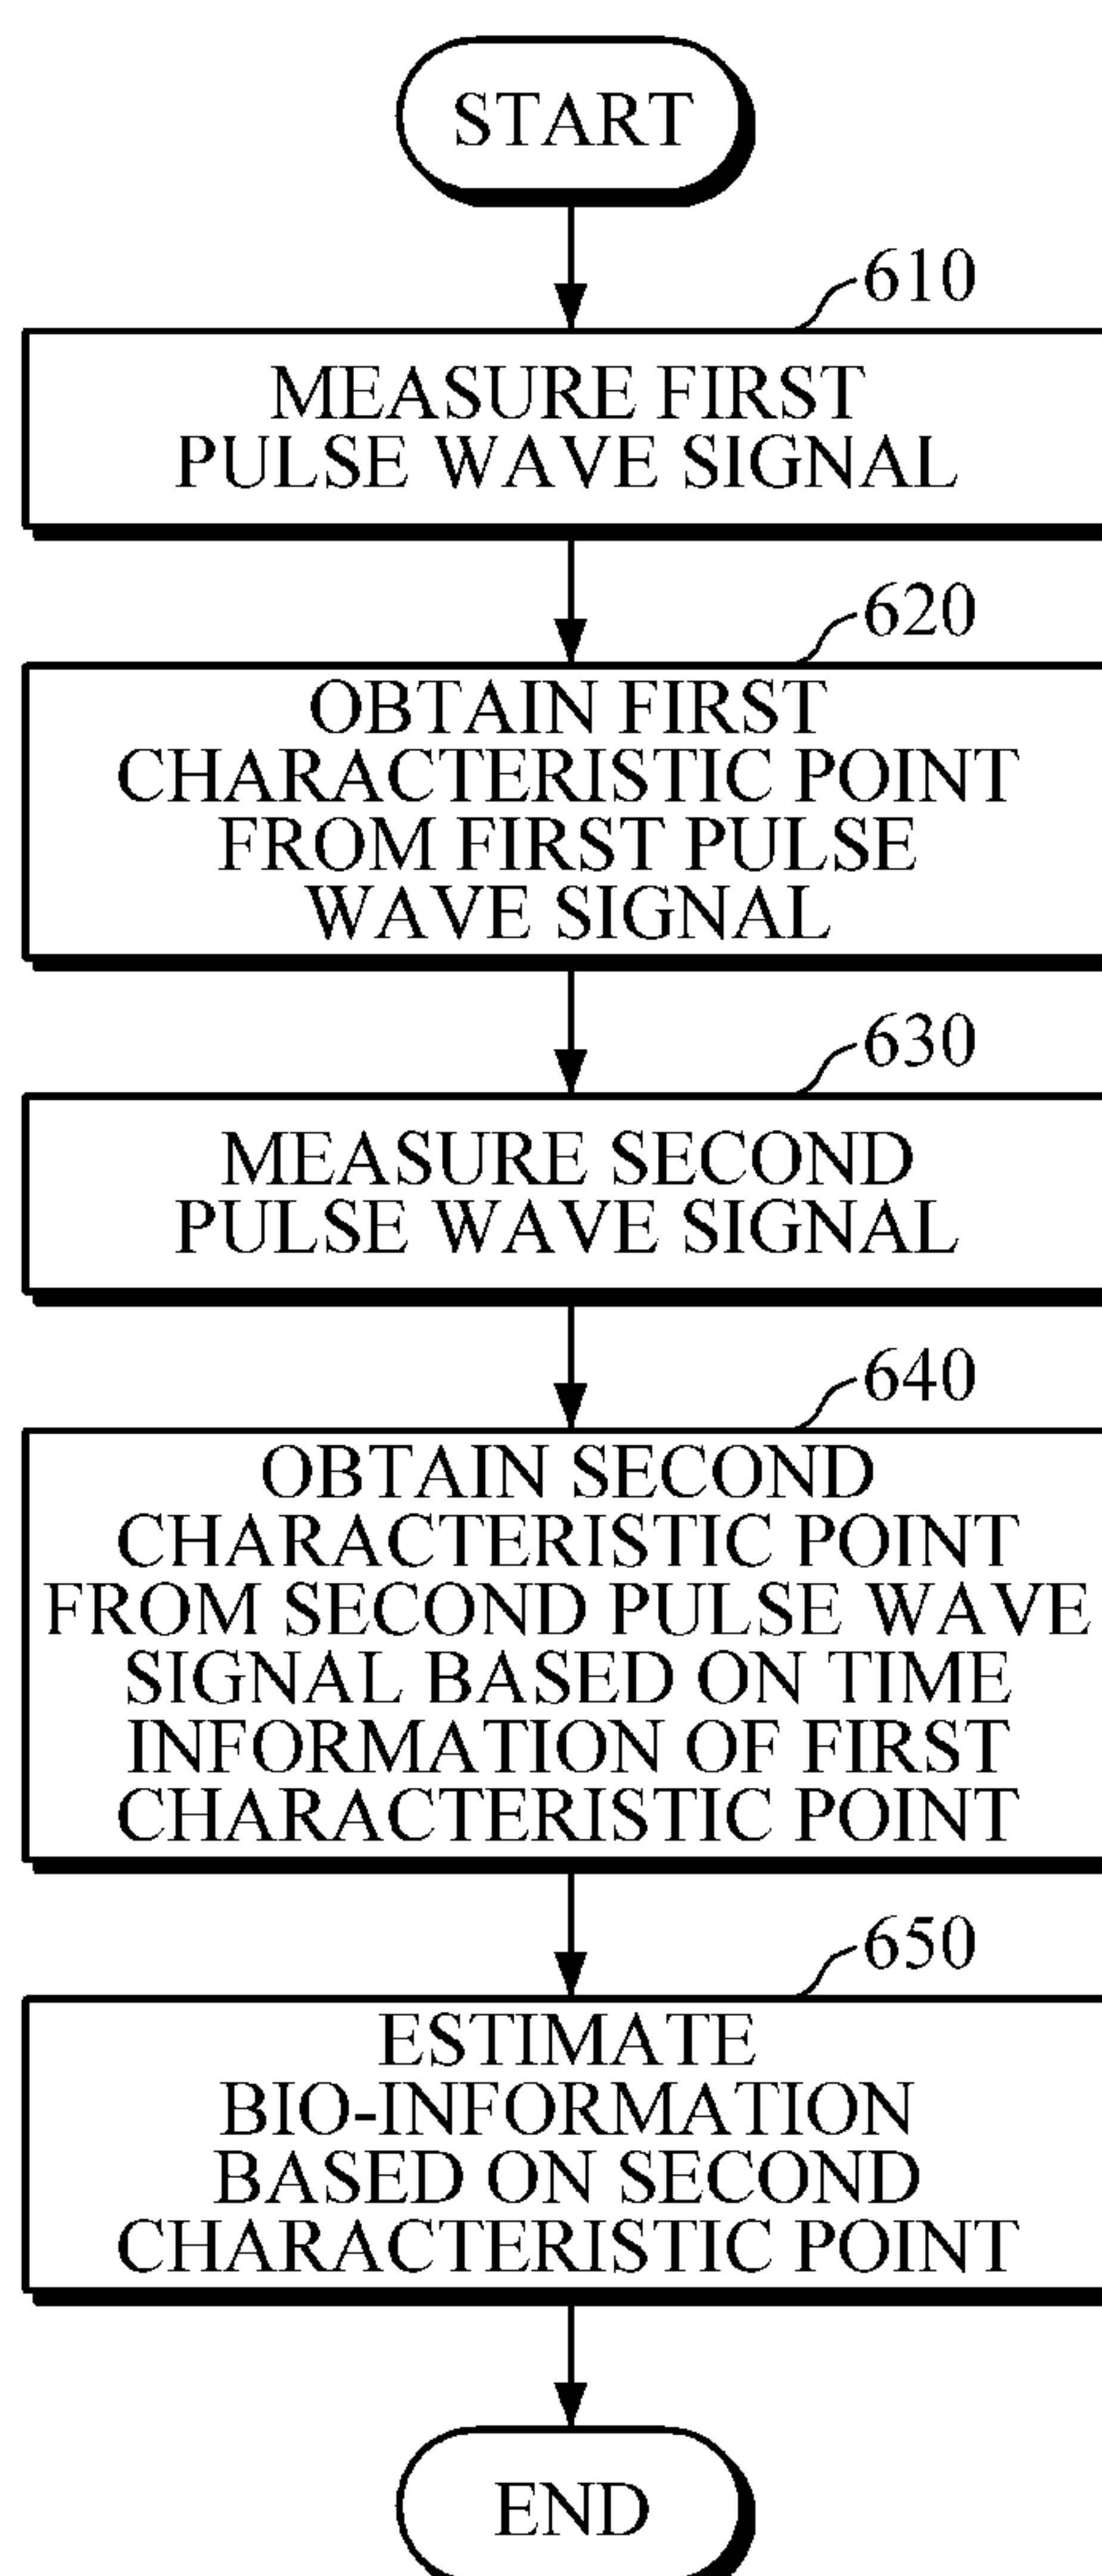 START
610
MEASURE FIRST
PULSE WAVE SIGNAL
620
OBTAIN FIRST
CHARACTERISTIC POINT
FROM FIRST PULSE
WAVE SIGNAL
630
MEASURE SECOND
PULSE WAVE SIGNAL
640
OBTAIN SECOND
CHARACTERISTIC POINT
FROM SECOND PULSE WAVE
SIGNAL BASED ON TIME
INFORMATION OF FIRST
CHARACTERISTIC POINT
650
ESTIMATE
BIO-INFORMATION
BASED ON SECOND
CHARACTERISTIC POINT
END